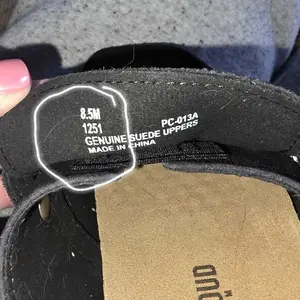 8.5M
1251 PC-013A
GENUINE SUEDE UPPERS
MADE IN CHINA